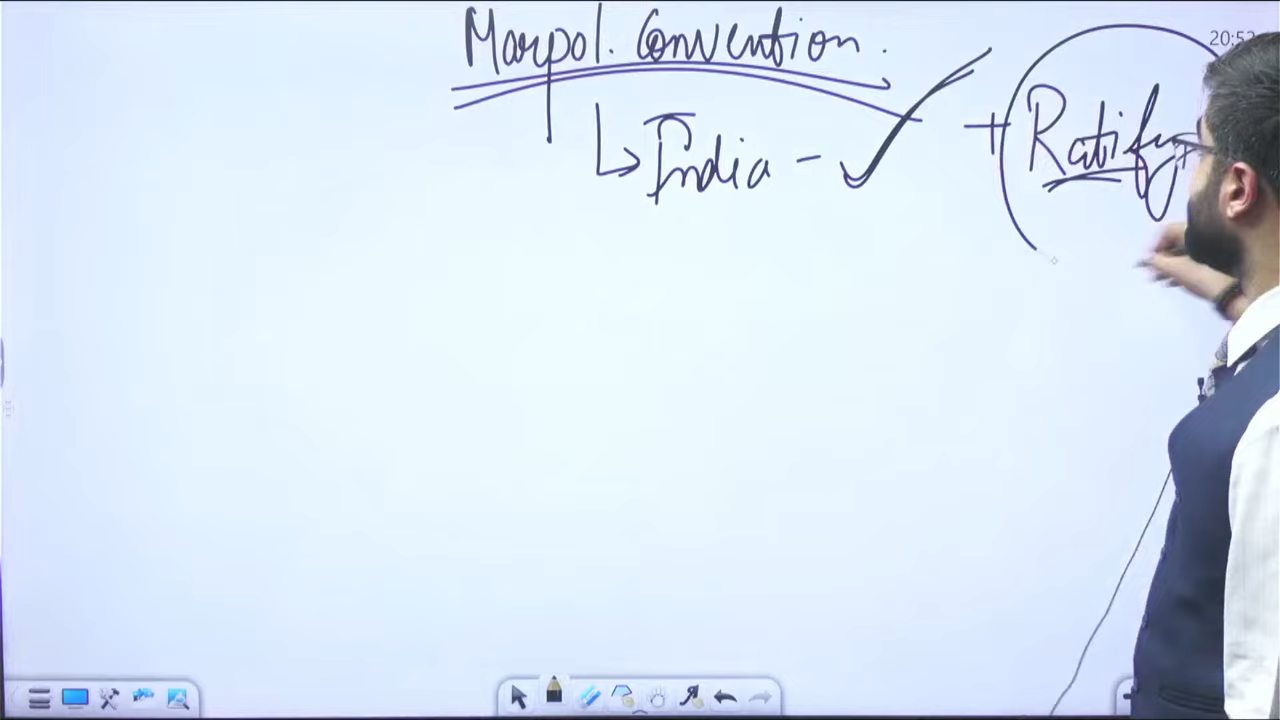 Marpol. Convention.
20:52
↳ India - ✓ + Ratify